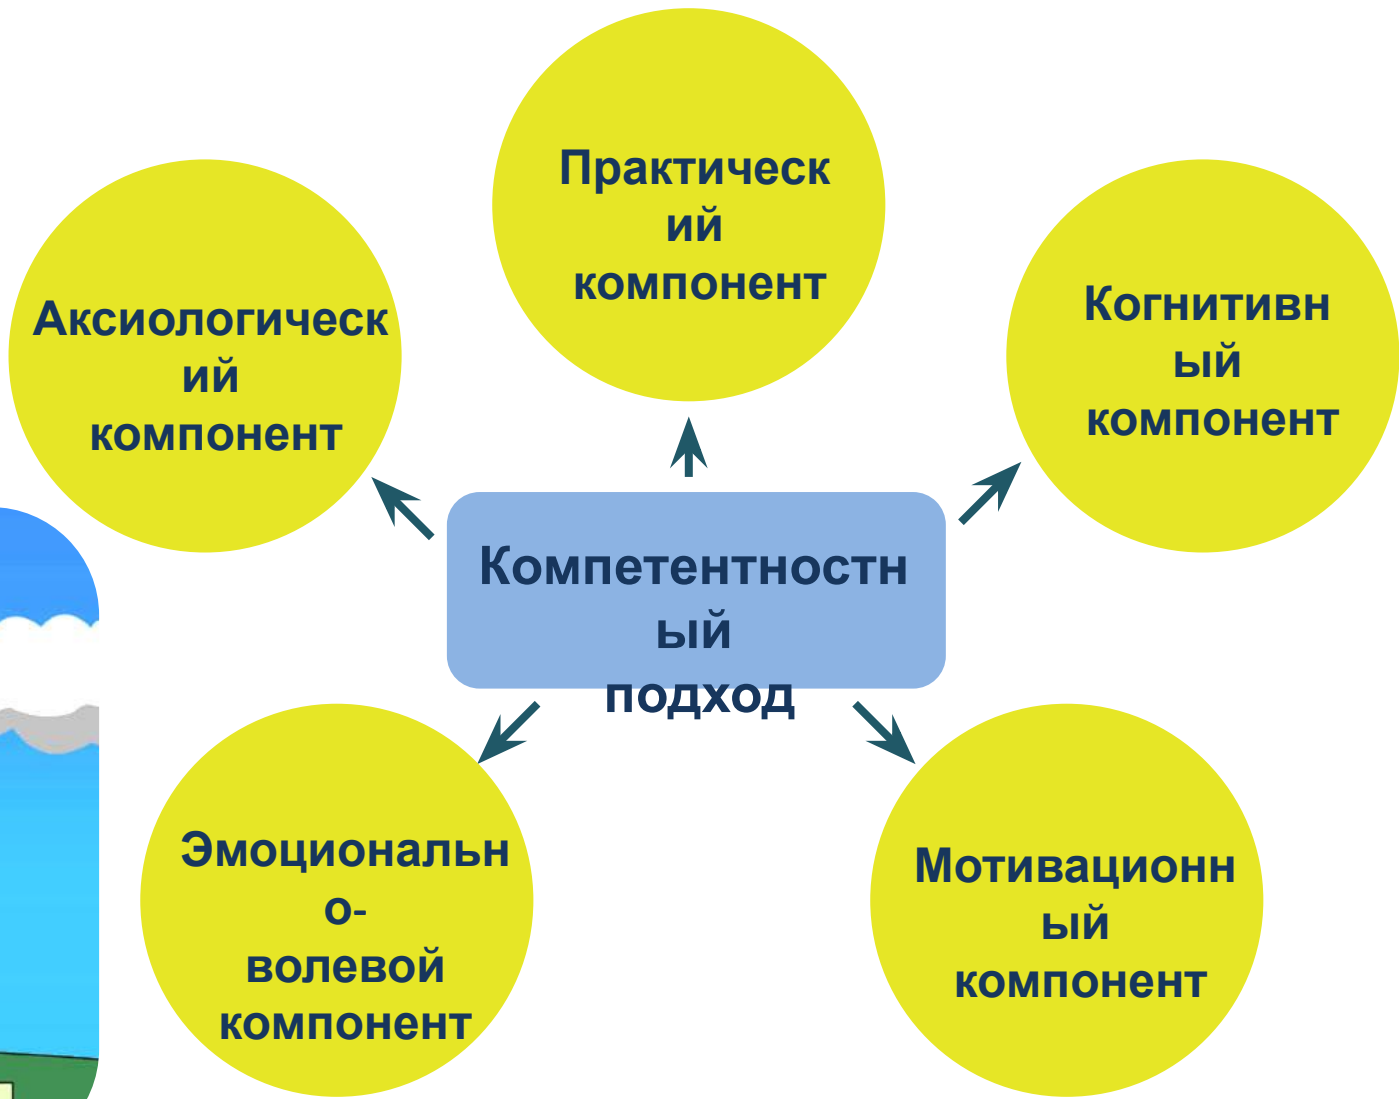 Практическ
ий
компонент
Аксиологическ
ий
компонент
Когнитивн
ый
компонент
Компетентностн
ый
подход
Эмоциональн
о-
волевой
компонент
Мотивационн
ый
компонент